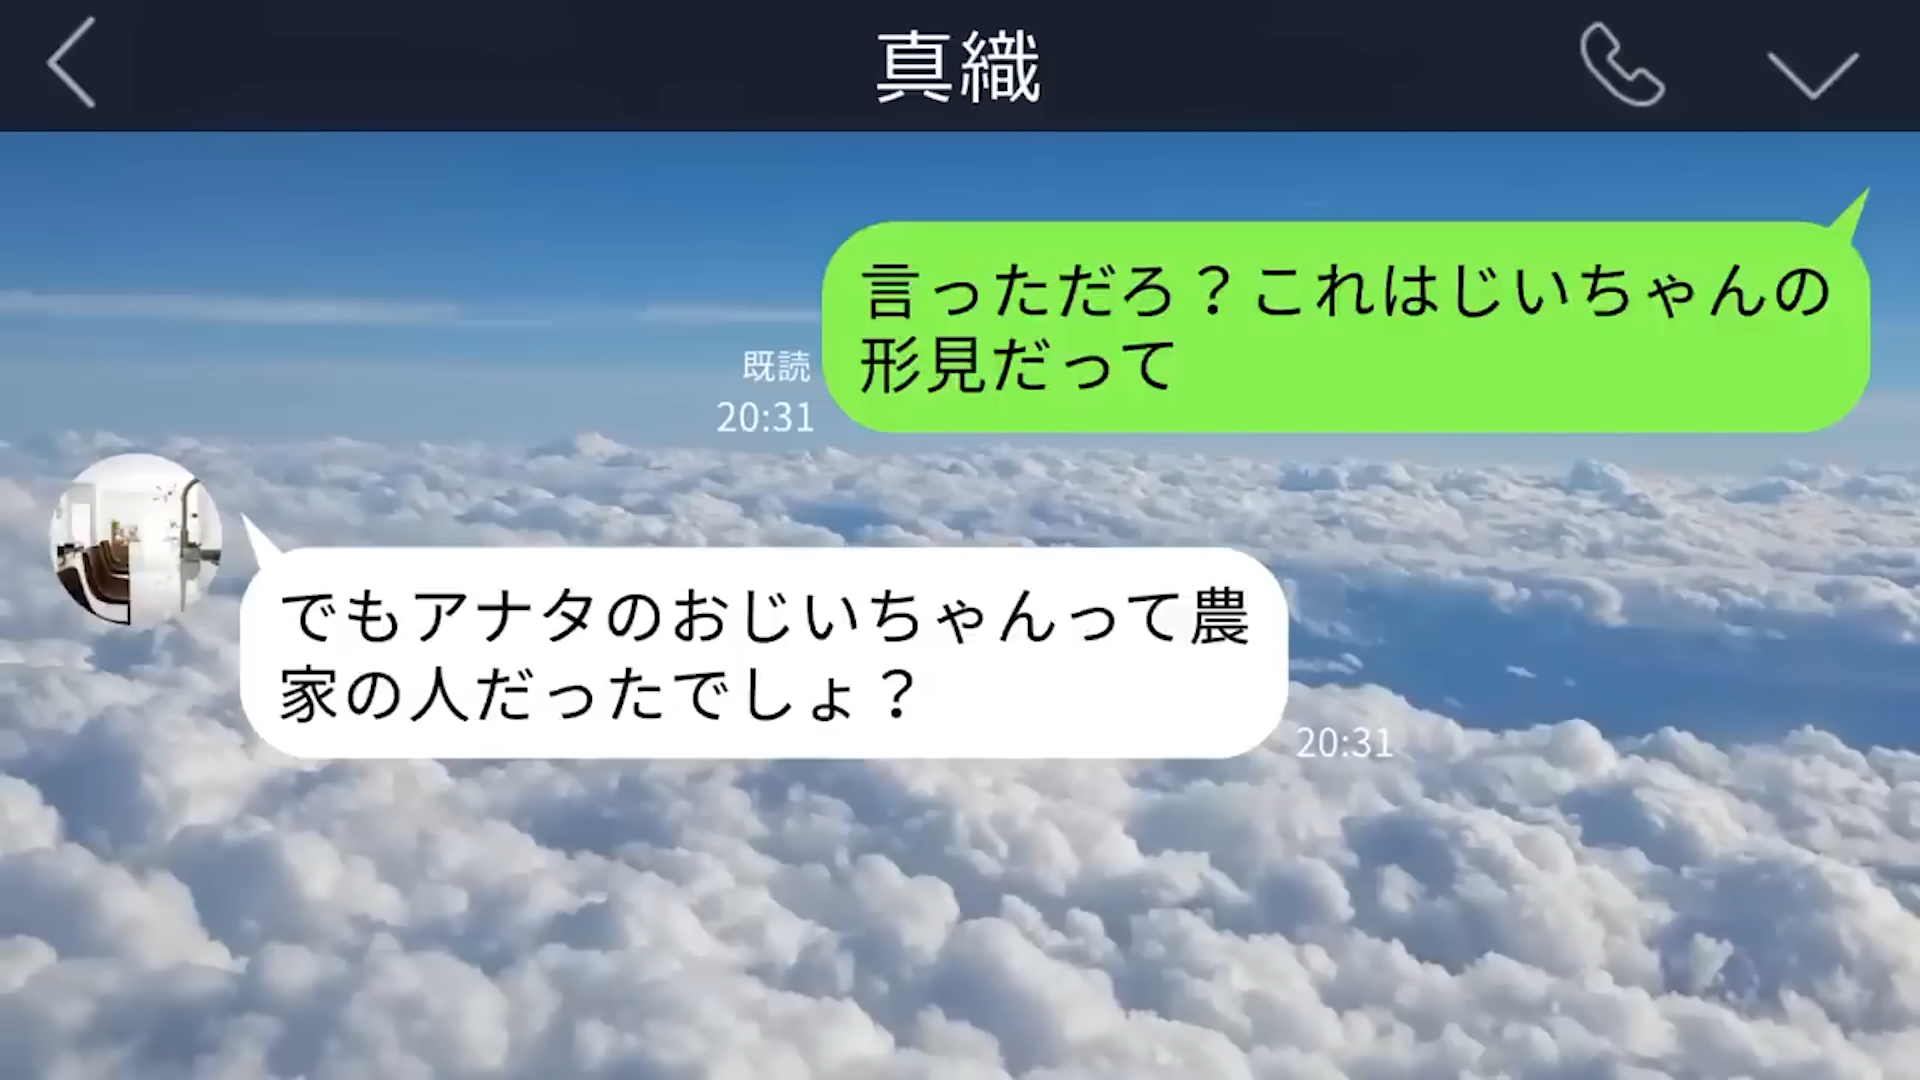 真織
言っただろ？これはじいちゃんの
形見だって
既読
20:31
でもアナタのおじいちゃんって農
家の人だったでしょ？
20:31